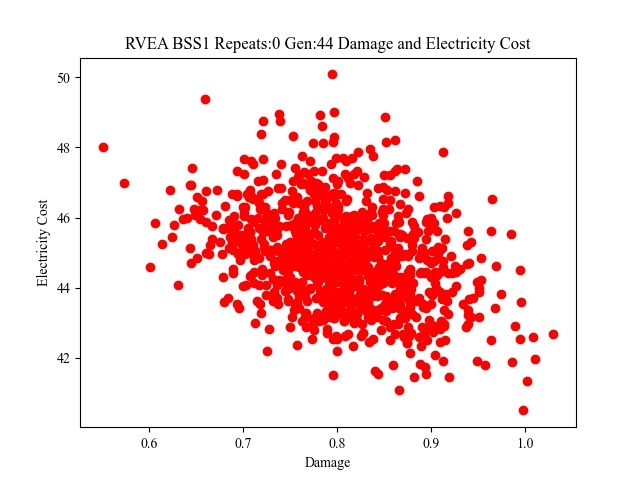 RVEA BSS1 Repeats:0 Gen:44 Damage and Electricity Cost
50
48
46
44
42
Electricity Cost
0.6 0.7 0.8 0.9 1.0
Damage